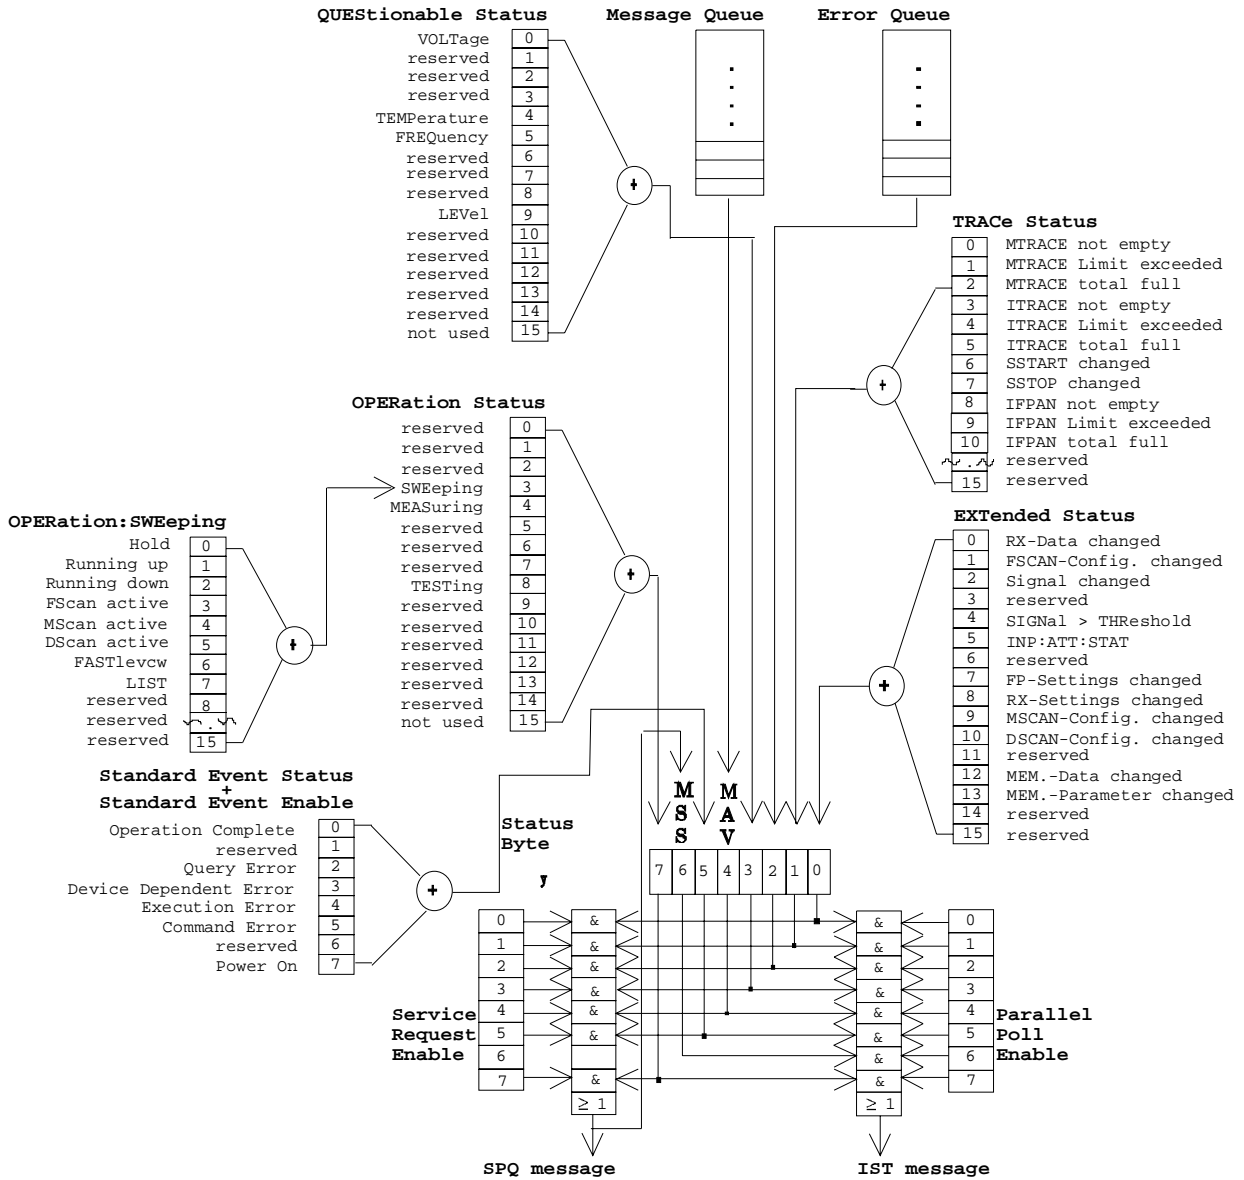 QUEStionable Status
VOLTage 0
reserved 1
reserved 2
reserved 3
TEMPerature 4
FREQuency 5
reserved 6
reserved 7
reserved 8
LEVel 9
reserved 10
reserved 11
reserved 12
reserved 13
reserved 14
not used 15
+
Message Queue
Error Queue
TRACe Status
0 MTRACE not empty
1 MTRACE Limit exceeded
2 MTRACE total full
3 ITRACE not empty
4 ITRACE Limit exceeded
5 ITRACE total full
6 SSTART changed
7 SSTOP changed
8 IFPAN not empty
9 IFPAN Limit exceeded
10 IFPAN total full
. reserved
15 reserved
+
OPERation Status
reserved 0
reserved 1
reserved 2
SWEeping 3
MEASuring 4
reserved 5
reserved 6
reserved 7
TESTing 8
reserved 9
reserved 10
reserved 11
reserved 12
reserved 13
reserved 14
not used 15
+
OPERation:SWEeping
Hold 0
Running up 1
Running down 2
FScan active 3
MScan active 4
DScan active 5
FASTlevcw 6
LIST 7
reserved 8
reserved .
reserved 15
+
EXTended Status
0 RX-Data changed
1 FSCAN-Config. changed
2 Signal changed
3 reserved
4 SIGNal > THReshold
5 INP:ATT:STAT
6 reserved
7 FP-Settings changed
8 RX-Settings changed
9 MSCAN-Config. changed
10 DSCAN-Config. changed
11 reserved
12 MEM.-Data changed
13 MEM.-Parameter changed
14 reserved
15 reserved
+
Standard Event Status
+
Standard Event Enable
Operation Complete 0
reserved 1
Query Error 2
Device Dependent Error 3
Execution Error 4
Command Error 5
reserved 6
Power On 7
+
Status
Byte
y
MSS
MAV
7 6 5 4 3 2 1 0
0 & & 0
1 & & 1
2 & & 2
3 & & 3
4 & & 4
5 & & 5
6 & 6
7 & & 7
Service
Request
Enable
Parallel
Poll
Enable
≥ 1
≥ 1
SPQ message
IST message